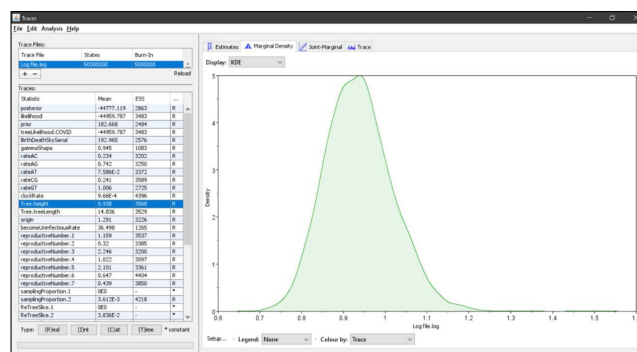 Tracer
File Edit Analysis Help
Trace Files:
Trace File States Burn-In
Log file.log 50000000 5000000
+ - Reload
Traces:
Statistic Mean ESS ...
posterior -44777.119 2863 R
likelihood -44959.787 3483 R
prior 182.668 2484 R
treeLikelihood.COVID -44959.787 3483 R
BirthDeathSkySerial 192.965 2576 R
gammaShape 0.945 1083 R
rateAC 0.234 3202 R
rateAG 0.742 3250 R
rateAT 7.586E-2 3372 R
rateCG 0.241 3589 R
rateGT 1.006 2725 R
clockRate 9.66E-4 4396 R
Tree.height 0.938 3568 R
Tree.treeLength 14.836 3529 R
origin 1.291 3226 R
becomeUninfectiousRate 36.498 1265 R
reproductiveNumber.1 1.159 3537 R
reproductiveNumber.2 0.32 3385 R
reproductiveNumber.3 2.246 3200 R
reproductiveNumber.4 1.022 3097 R
reproductiveNumber.5 2.101 3361 R
reproductiveNumber.6 0.647 4404 R
reproductiveNumber.7 0.439 3850 R
samplingProportion.1 0E0 - *
samplingProportion.2 3.612E-3 4218 R
ReTreeSlice.1 0E0 - *
ReTreeSlice.2 3.836E-2 - *
Type: (R)eal (I)nt (C)at (T)ime * constant
Estimates Marginal Density Joint-Marginal Trace
Display: KDE
Density
5
4
3
2
1
0
0.6 0.7 0.8 0.9 1 1.1 1.2 1.3 1.4 1.5
Log file.log
Setup... Legend: None Colour by: Trace